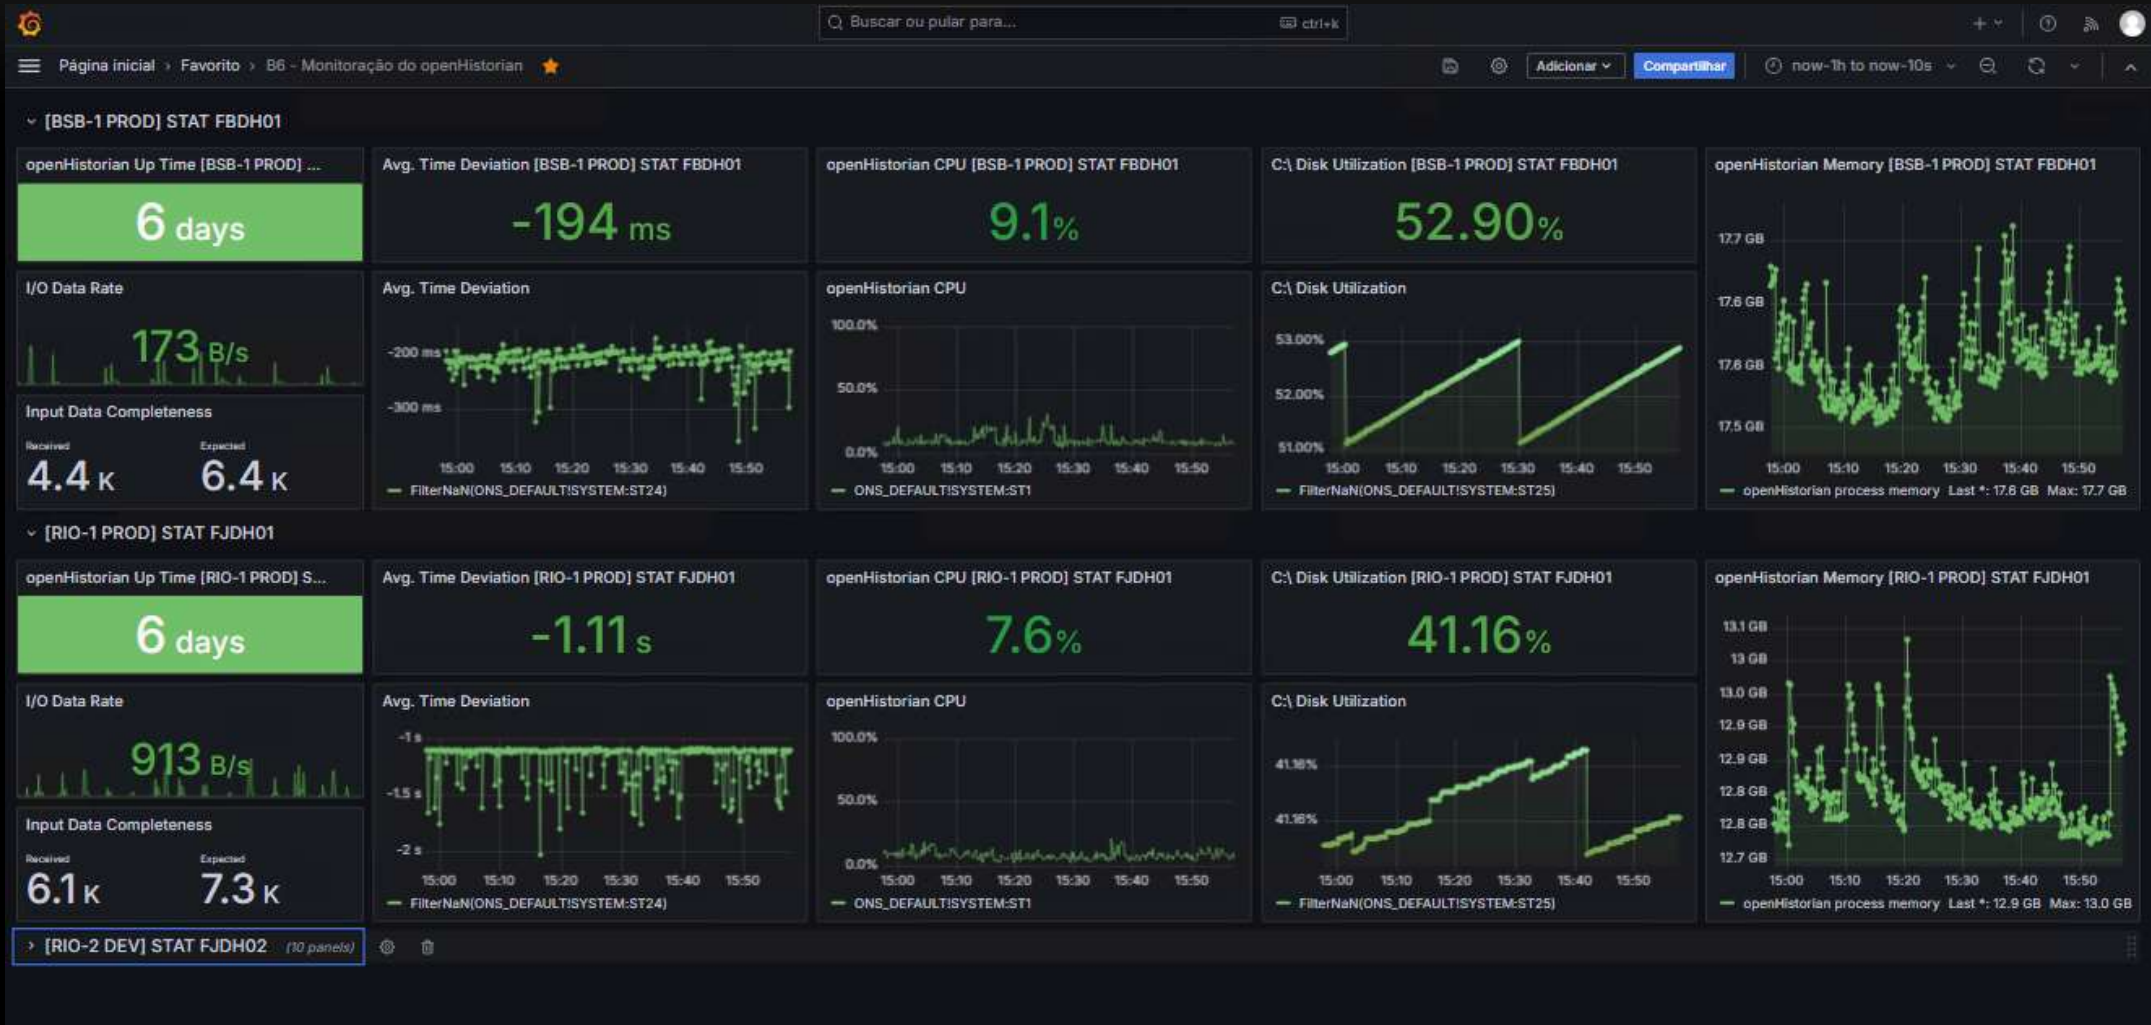 Buscar ou pular para...
ctrl+k
Página inicial › Favorito › B6 - Monitoração do openHistorian
Adicionar
Compartilhar
now-1h to now-10s
[BSB-1 PROD] STAT FBDH01
openHistorian Up Time [BSB-1 PROD] ...
6 days
Avg. Time Deviation [BSB-1 PROD] STAT FBDH01
-194 ms
openHistorian CPU [BSB-1 PROD] STAT FBDH01
9.1%
C:\ Disk Utilization [BSB-1 PROD] STAT FBDH01
52.90%
openHistorian Memory [BSB-1 PROD] STAT FBDH01
17.7 GB
17.6 GB
17.6 GB
17.5 GB
15:00 15:10 15:20 15:30 15:40 15:50
openHistorian process memory Last *: 17.6 GB Max: 17.7 GB
I/O Data Rate
173 B/s
Input Data Completeness
Received
4.4 K
Expected
6.4 K
Avg. Time Deviation
-200 ms
-300 ms
15:00 15:10 15:20 15:30 15:40 15:50
FilterNaN(ONS_DEFAULT!SYSTEM:ST24)
openHistorian CPU
100.0%
50.0%
0.0%
15:00 15:10 15:20 15:30 15:40 15:50
ONS_DEFAULT!SYSTEM:ST1
C:\ Disk Utilization
53.00%
52.00%
51.00%
15:00 15:10 15:20 15:30 15:40 15:50
FilterNaN(ONS_DEFAULT!SYSTEM:ST25)
[RIO-1 PROD] STAT FJDH01
openHistorian Up Time [RIO-1 PROD] S...
6 days
Avg. Time Deviation [RIO-1 PROD] STAT FJDH01
-1.11 s
openHistorian CPU [RIO-1 PROD] STAT FJDH01
7.6%
C:\ Disk Utilization [RIO-1 PROD] STAT FJDH01
41.16%
openHistorian Memory [RIO-1 PROD] STAT FJDH01
13.1 GB
13 GB
13.0 GB
12.9 GB
12.9 GB
12.8 GB
12.8 GB
12.7 GB
15:00 15:10 15:20 15:30 15:40 15:50
openHistorian process memory Last *: 12.9 GB Max: 13.0 GB
I/O Data Rate
913 B/s
Input Data Completeness
Received
6.1 K
Expected
7.3 K
Avg. Time Deviation
-1 s
-1.5 s
-2 s
15:00 15:10 15:20 15:30 15:40 15:50
FilterNaN(ONS_DEFAULT!SYSTEM:ST24)
openHistorian CPU
100.0%
50.0%
0.0%
15:00 15:10 15:20 15:30 15:40 15:50
ONS_DEFAULT!SYSTEM:ST1
C:\ Disk Utilization
41.16%
41.16%
15:00 15:10 15:20 15:30 15:40 15:50
FilterNaN(ONS_DEFAULT!SYSTEM:ST25)
[RIO-2 DEV] STAT FJDH02 (10 panels)